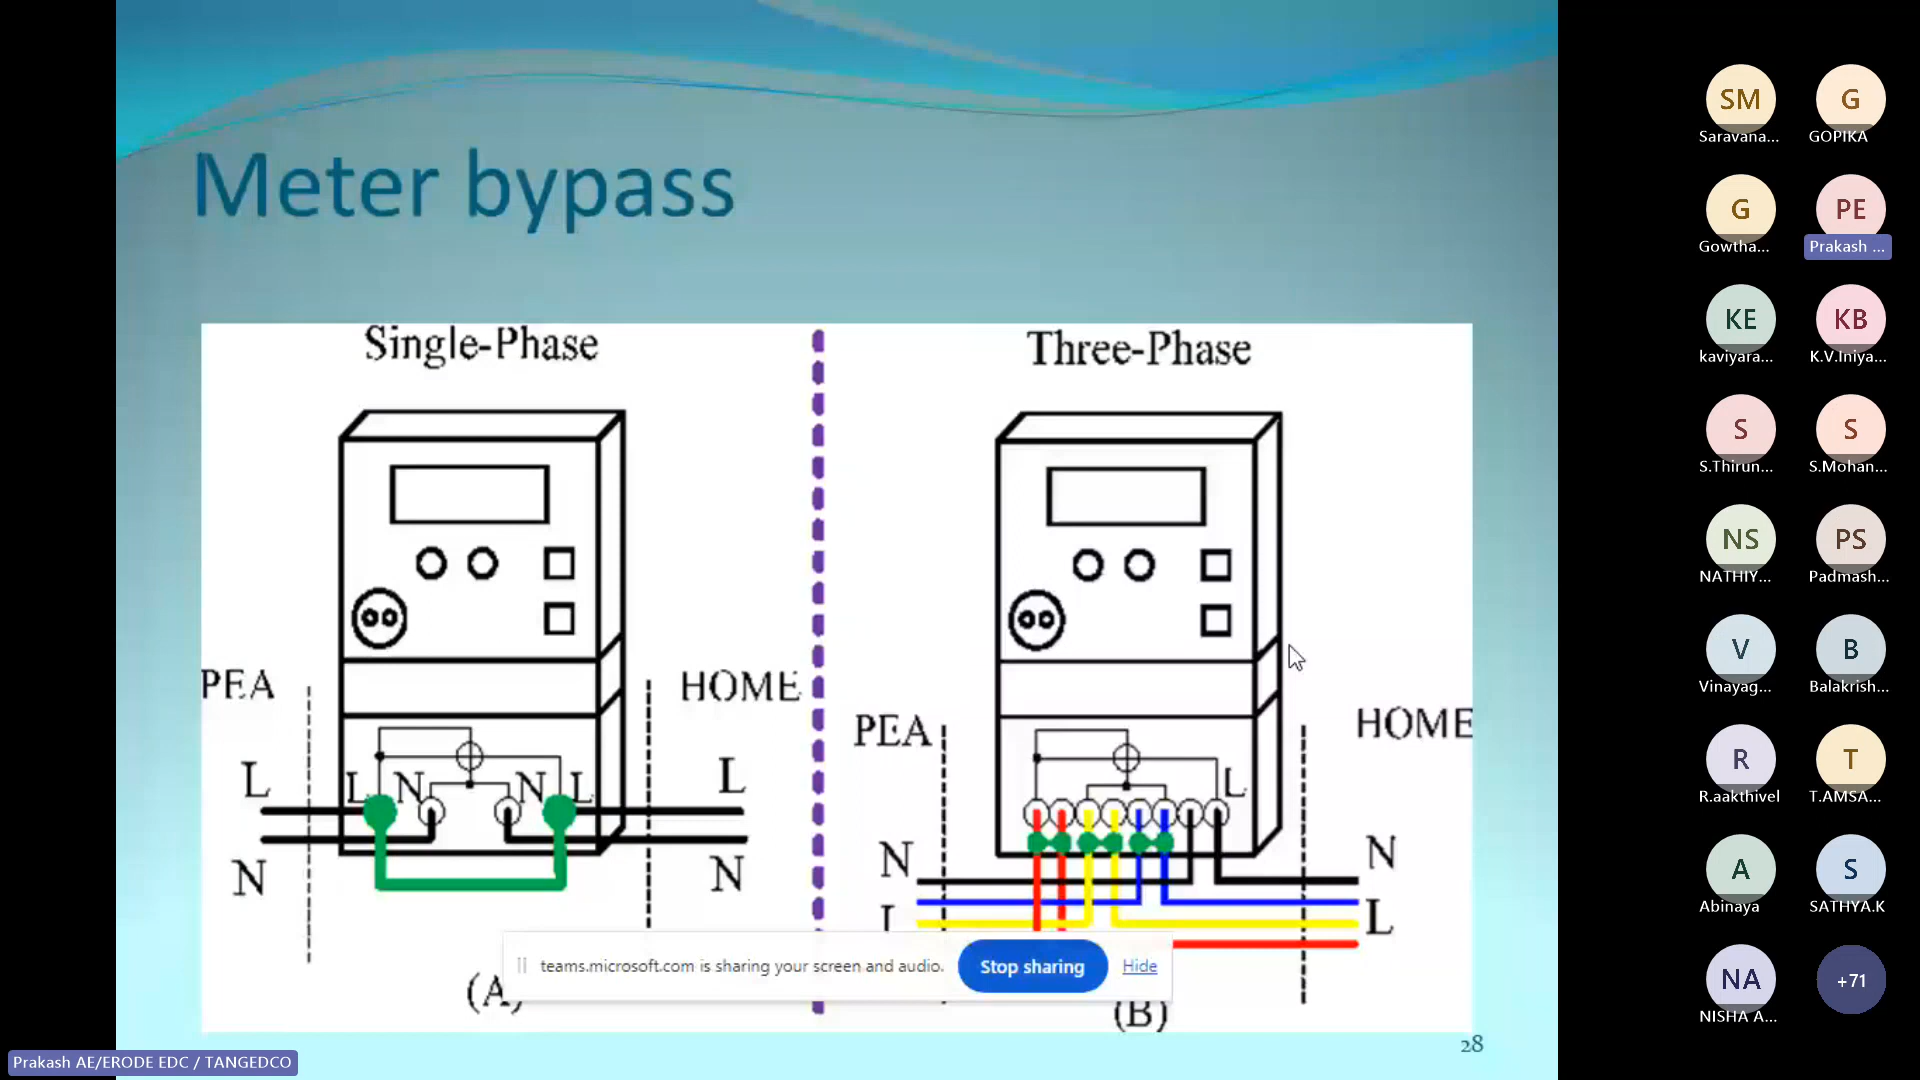 Meter bypass
Single-Phase
Three-Phase
PEA
HOME
PEA
HOME
L
L N N L
L
N
N
L
N
N
L
L
teams.microsoft.com is sharing your screen and audio.
Stop sharing
Hide
(A)
(B)
28
Prakash AE/ERODE EDC / TANGEDCO
SM
G
Saravana...
GOPIKA
G
PE
Gowtha...
Prakash ...
KE
KB
kaviyara...
K.V.Iniya...
S
S
S.Thirun...
S.Mohan...
NS
PS
NATHIY...
Padmash...
V
B
Vinayag...
Balakrish...
R
T
R.aakthivel
T.AMSA...
A
S
Abinaya
SATHYA.K
NA
+71
NISHA A...